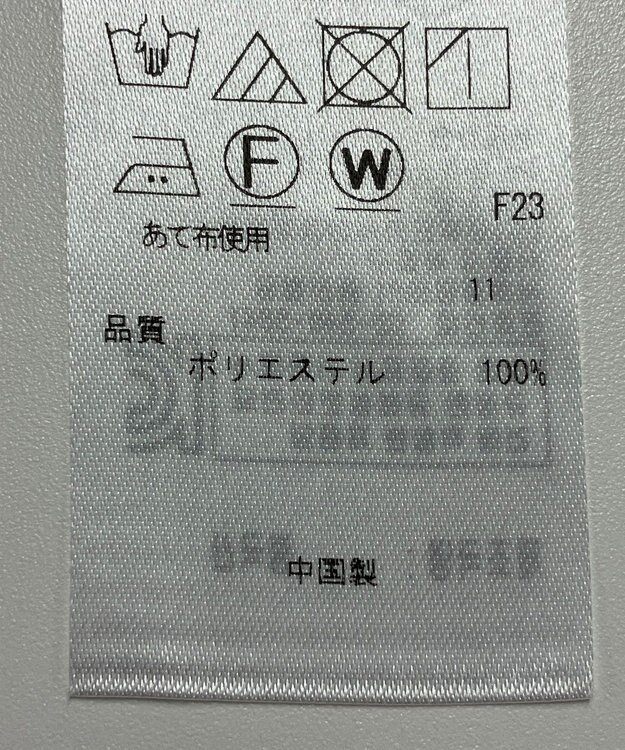 F W
F23
あて布使用
11
品質
ポリエステル 100%
中国製